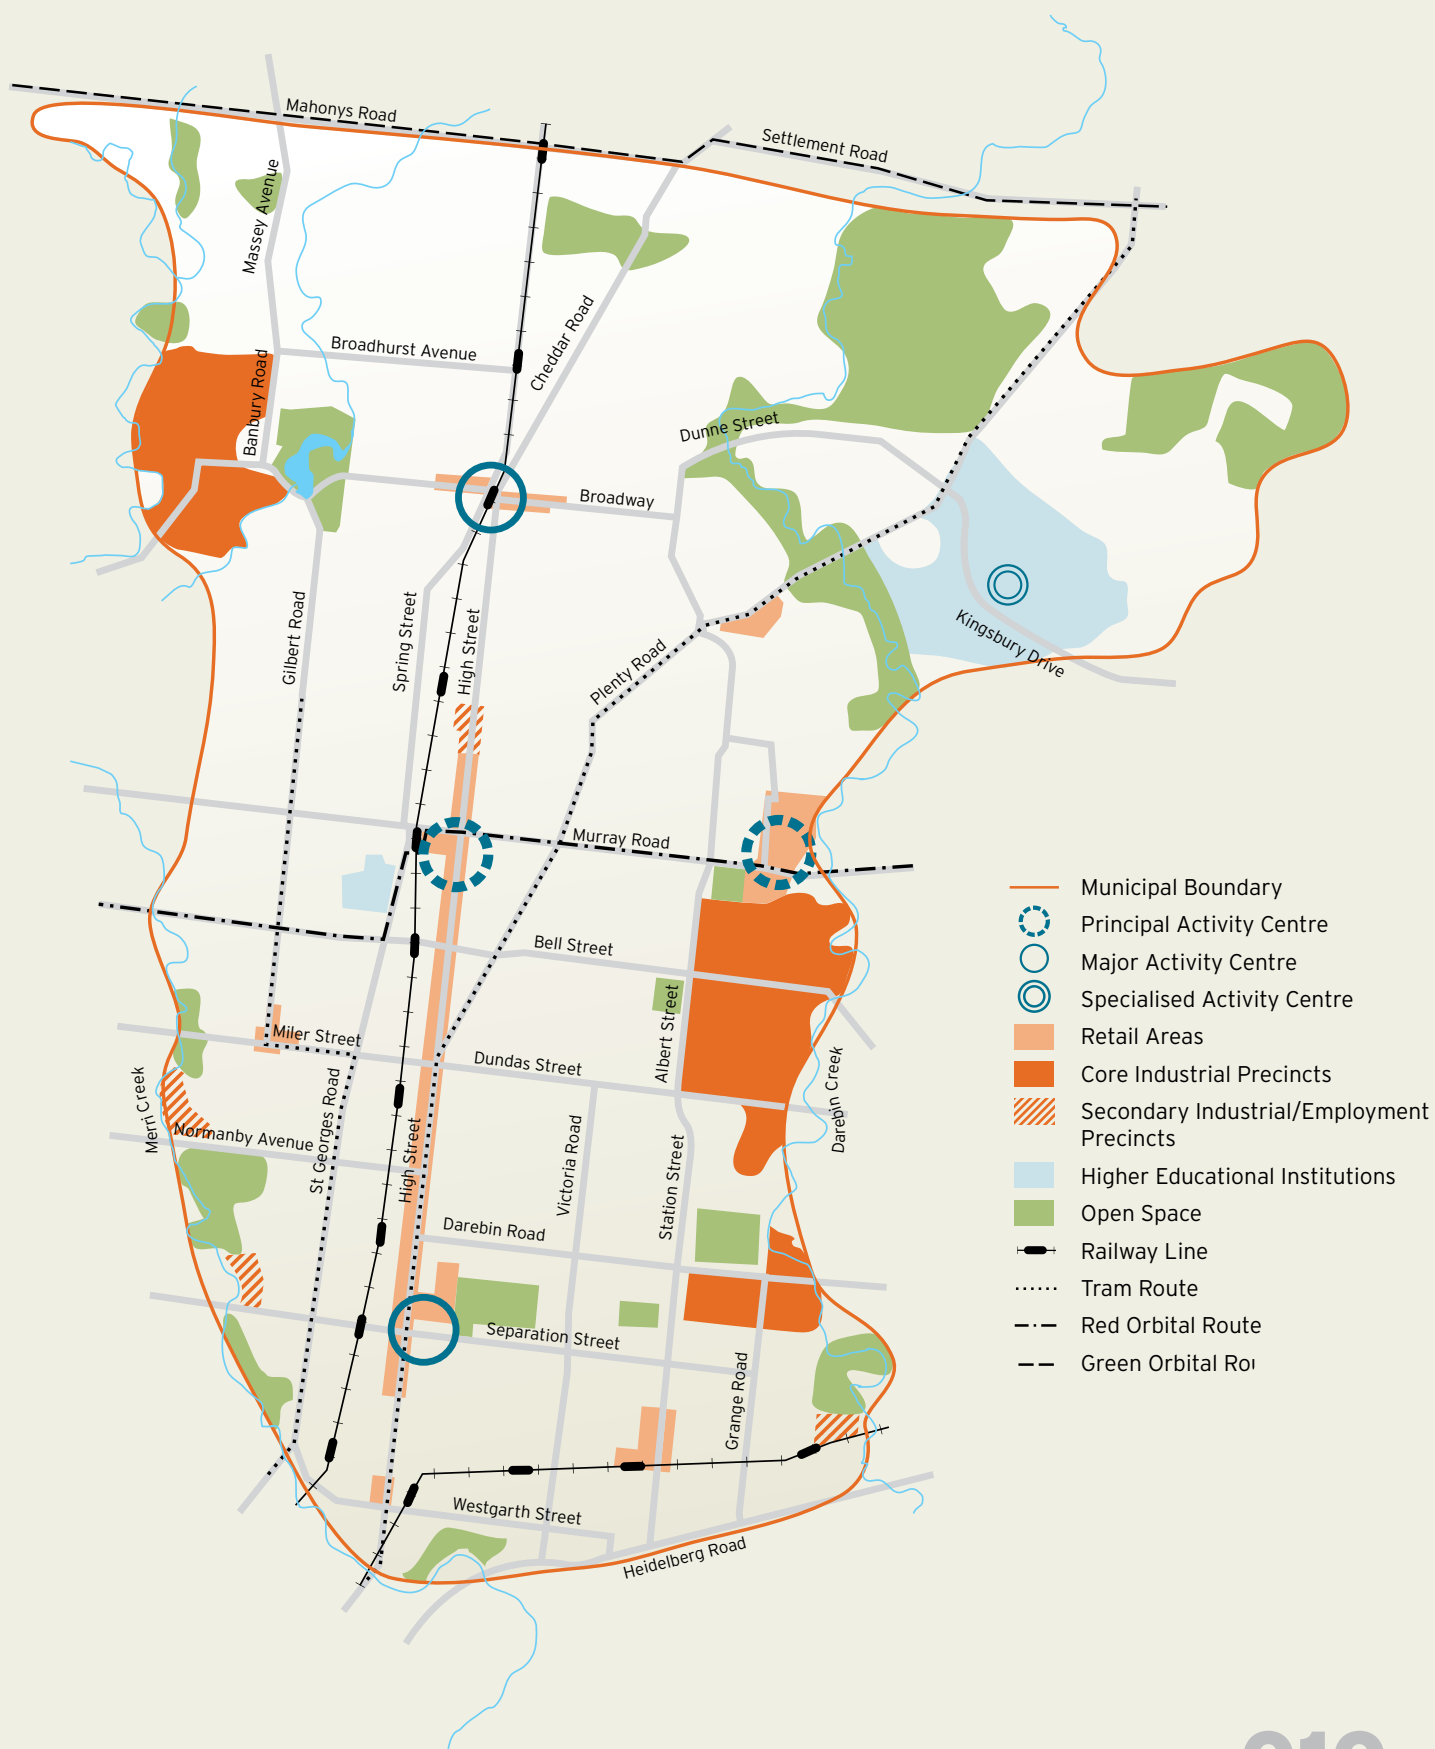 Mahonys Road
Settlement Road
Massey Avenue
Broadhurst Avenue
Cheddar Road
Banbury Road
Dunne Street
Broadway
Gilbert Road
Spring Street
High Street
Plenty Road
Kingsbury Drive
Murray Road
Bell Street
Albert Street
Miler Street
Dundas Street
Merri Creek
Darebin Creek
Normanby Avenue
St Georges Road
High Street
Victoria Road
Station Street
Darebin Road
Separation Street
Grange Road
Westgarth Street
Heidelberg Road
Municipal Boundary
Principal Activity Centre
Major Activity Centre
Specialised Activity Centre
Retail Areas
Core Industrial Precincts
Secondary Industrial/Employment
Precincts
Higher Educational Institutions
Open Space
Railway Line
Tram Route
Red Orbital Route
Green Orbital Rou